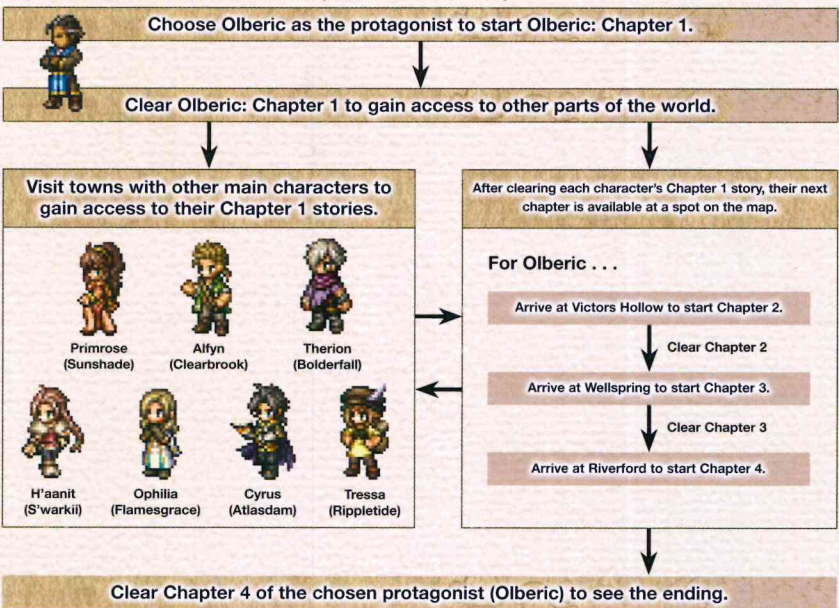 Choose Olberic as the protagonist to start Olberic: Chapter 1.
Clear Olberic: Chapter 1 to gain access to other parts of the world.
Visit towns with other main characters to
gain access to their Chapter 1 stories.
Primrose
(Sunshade)
Alfyn
(Clearbrook)
Therion
(Bolderfall)
H'aanit
(S'warkii)
Ophilia
(Flamesgrace)
Cyrus
(Atlasdam)
Tressa
(Rippletide)
After clearing each character's Chapter 1 story, their next
chapter is available at a spot on the map.
For Olberic . . .
Arrive at Victors Hollow to start Chapter 2.
Clear Chapter 2
Arrive at Wellspring to start Chapter 3.
Clear Chapter 3
Arrive at Riverford to start Chapter 4.
Clear Chapter 4 of the chosen protagonist (Olberic) to see the ending.